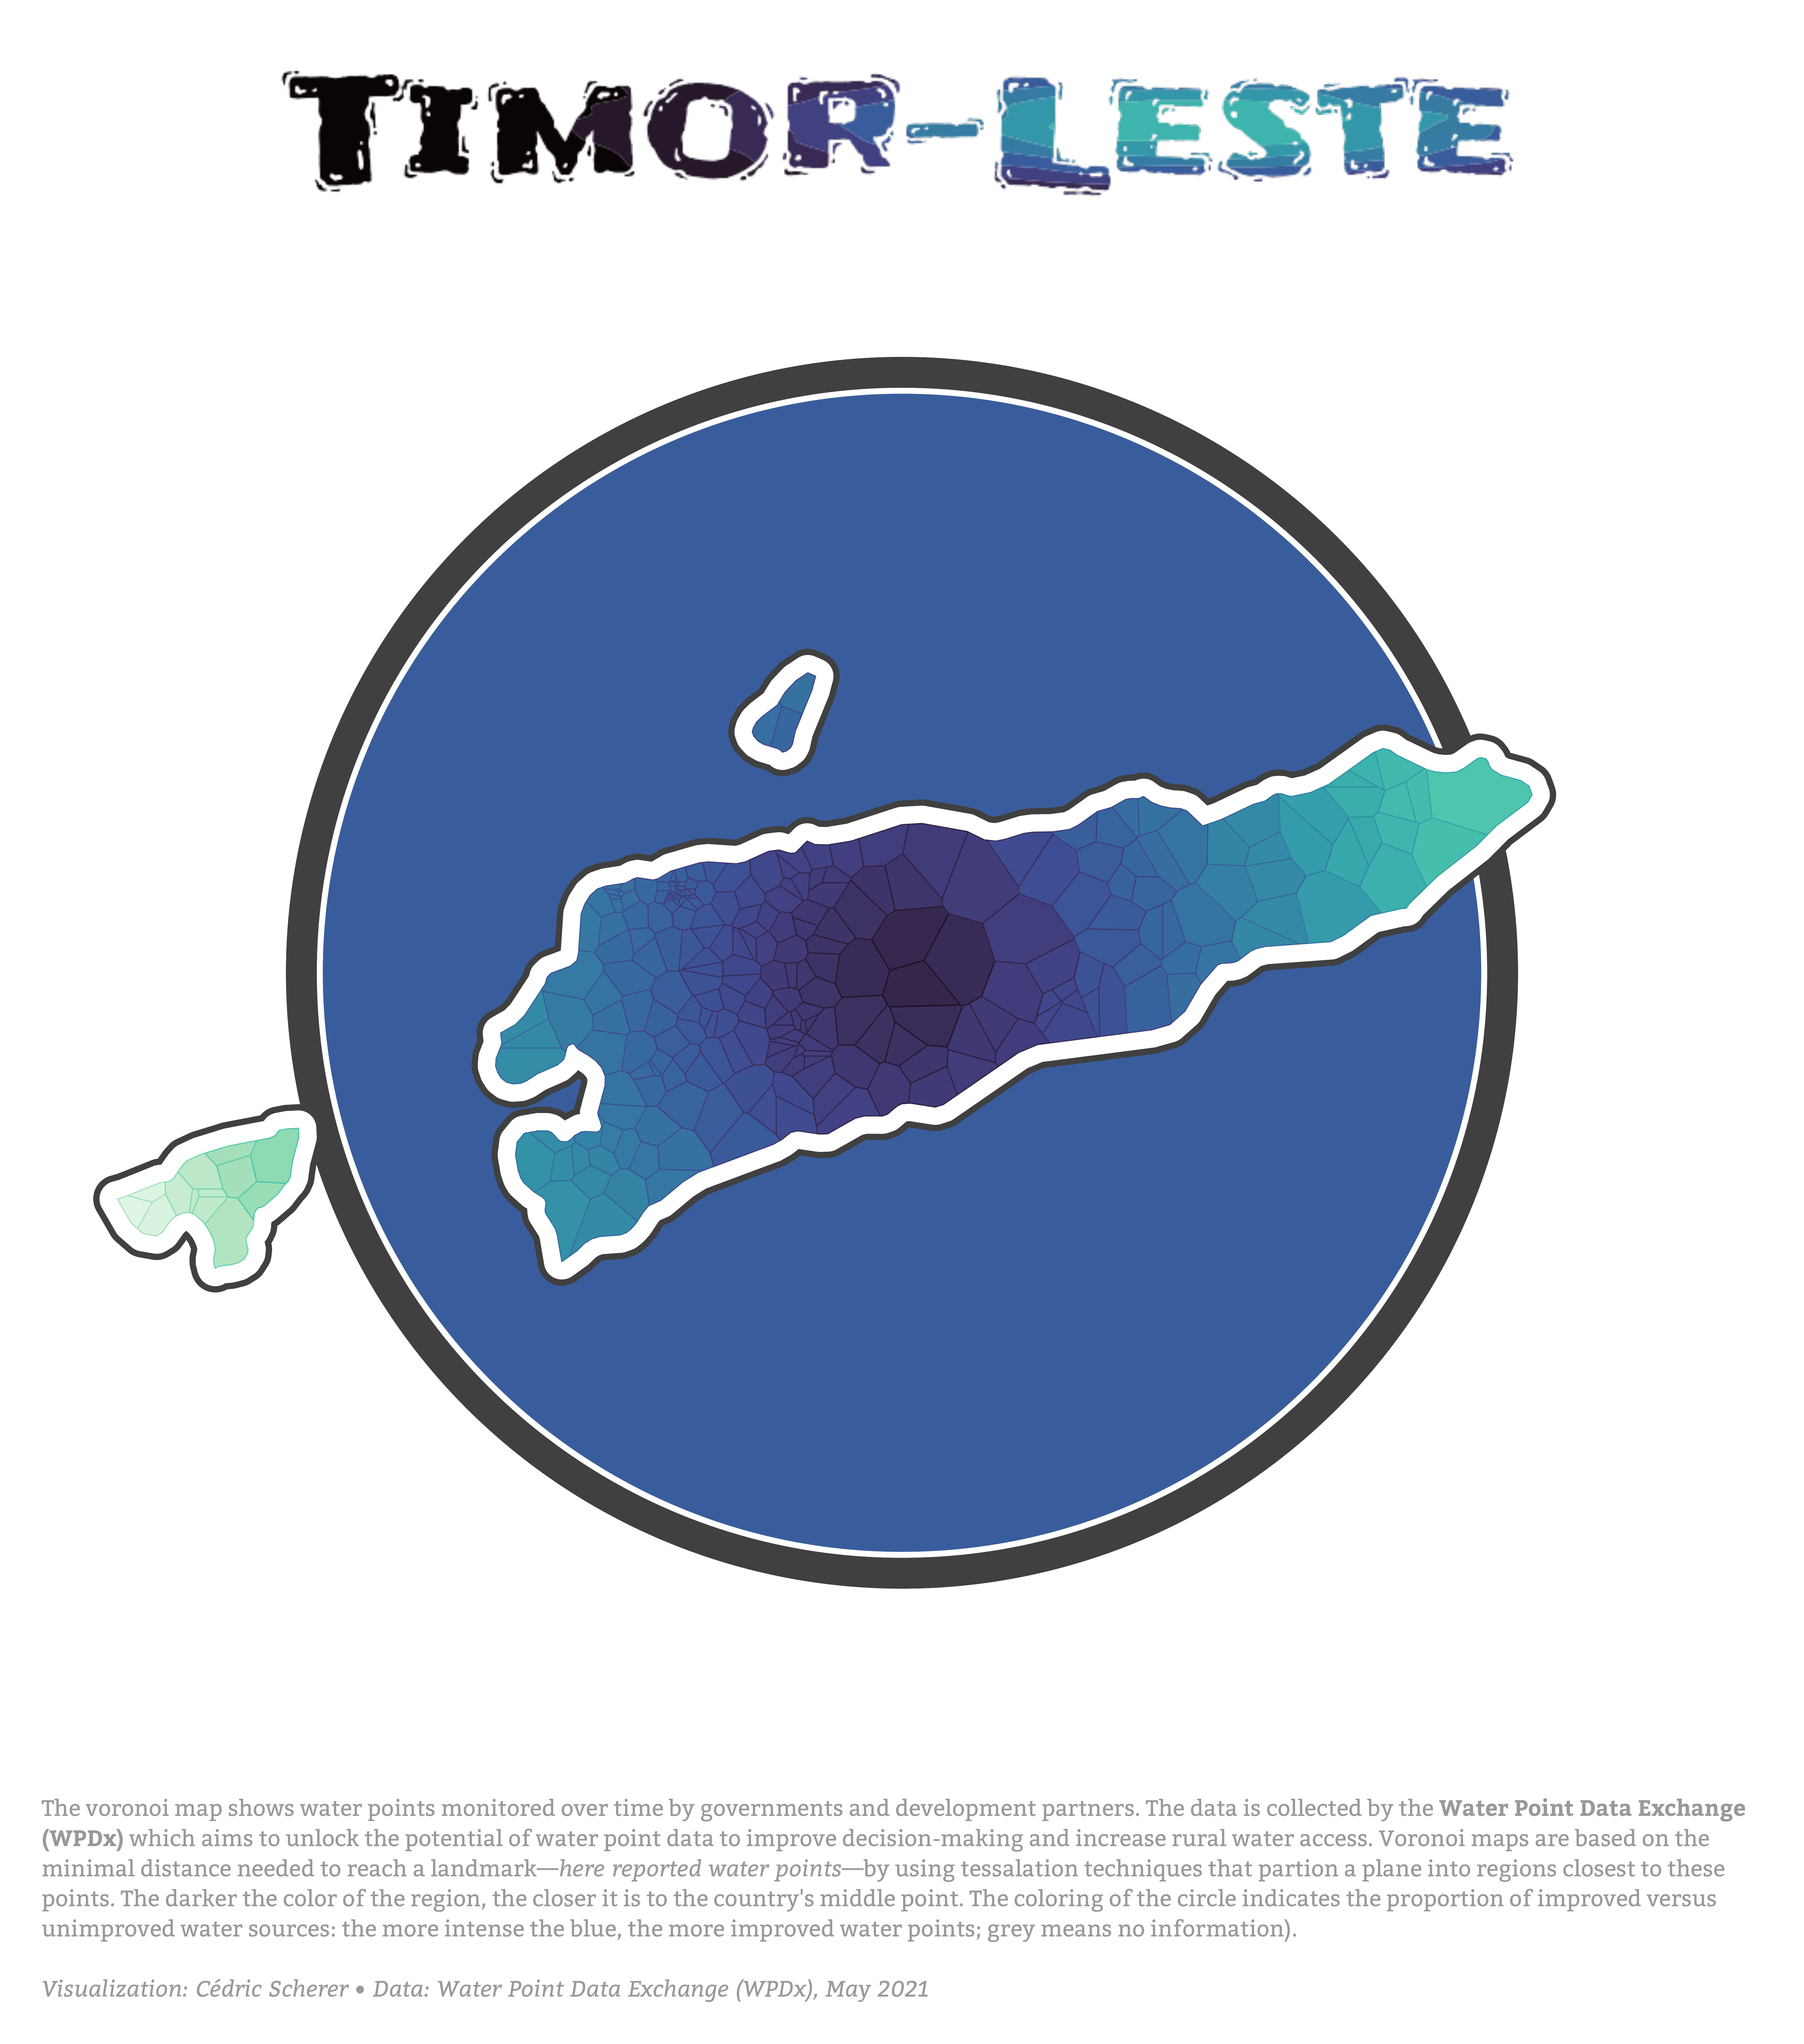 TIMOR-LESTE
The voronoi map shows water points monitored over time by governments and development partners. The data is collected by the Water Point Data Exchange
(WPDx) which aims to unlock the potential of water point data to improve decision-making and increase rural water access. Voronoi maps are based on the
minimal distance needed to reach a landmark—here reported water points—by using tessalation techniques that partion a plane into regions closest to these
points. The darker the color of the region, the closer it is to the country's middle point. The coloring of the circle indicates the proportion of improved versus
unimproved water sources: the more intense the blue, the more improved water points; grey means no information).
Visualization: Cédric Scherer • Data: Water Point Data Exchange (WPDx), May 2021